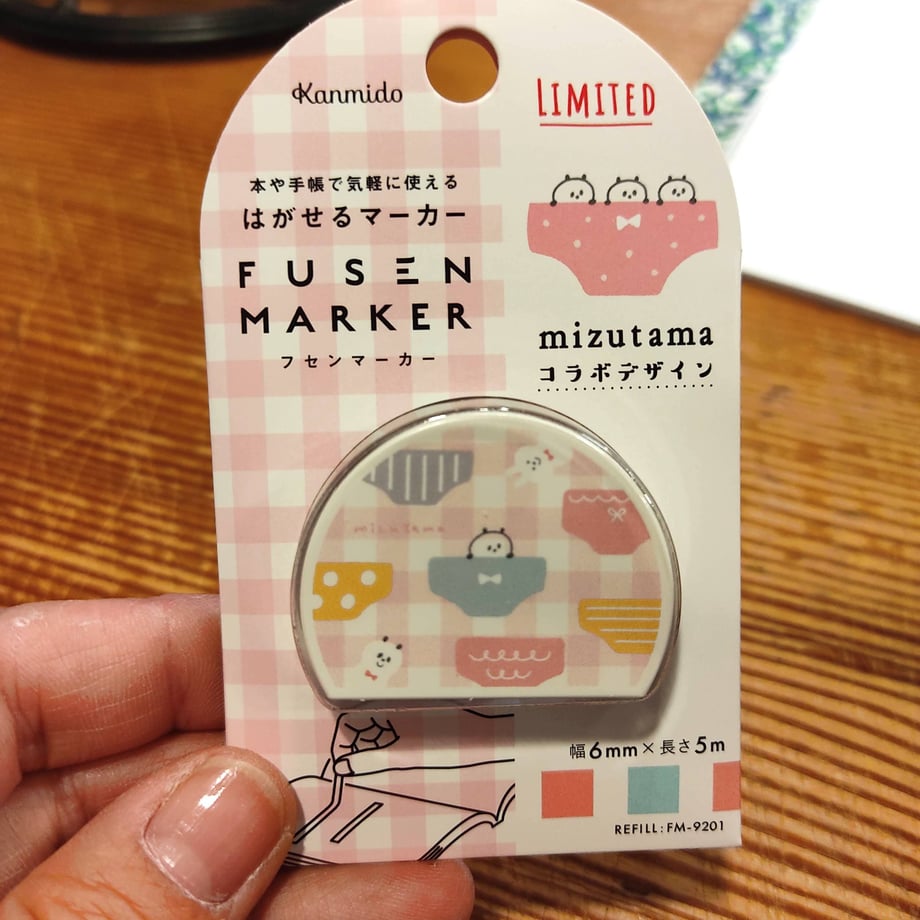 Kanmido
LIMITED
本や手帳で気軽に使える
はがせるマーカー
FUSEN
MARKER
フセンマーカー
mizutama
コラボデザイン
mizutama
幅6mm×長さ5m
REFILL:FM-9201